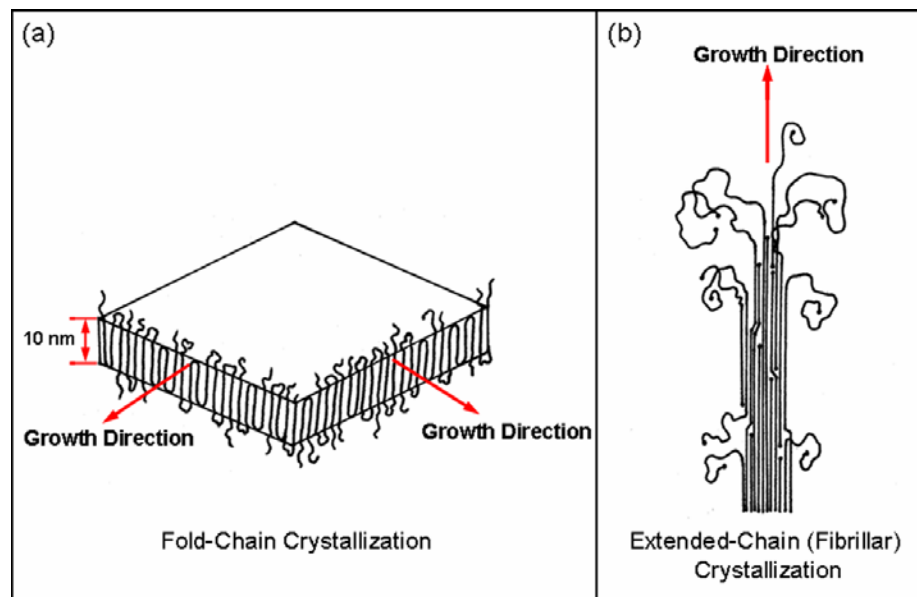 (a)
10 nm
Growth Direction
Growth Direction
Fold-Chain Crystallization
(b)
Growth Direction
Extended-Chain (Fibrillar)
Crystallization